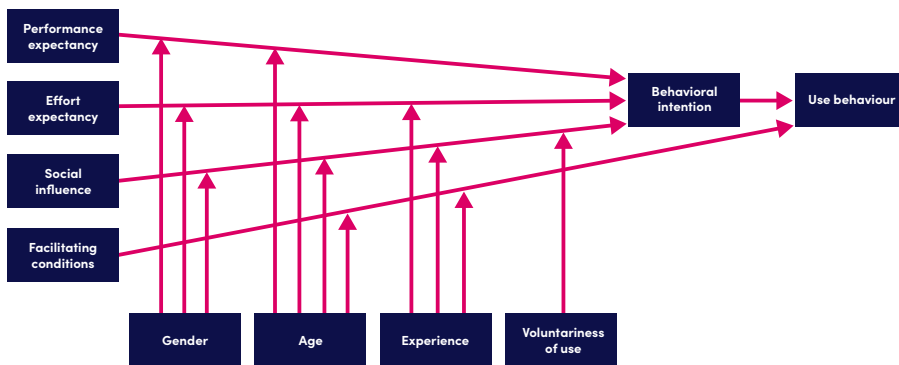 Performance
expectancy
Effort
expectancy
Social
influence
Facilitating
conditions
Behavioral
intention
Use behaviour
Gender
Age
Experience
Voluntariness
of use